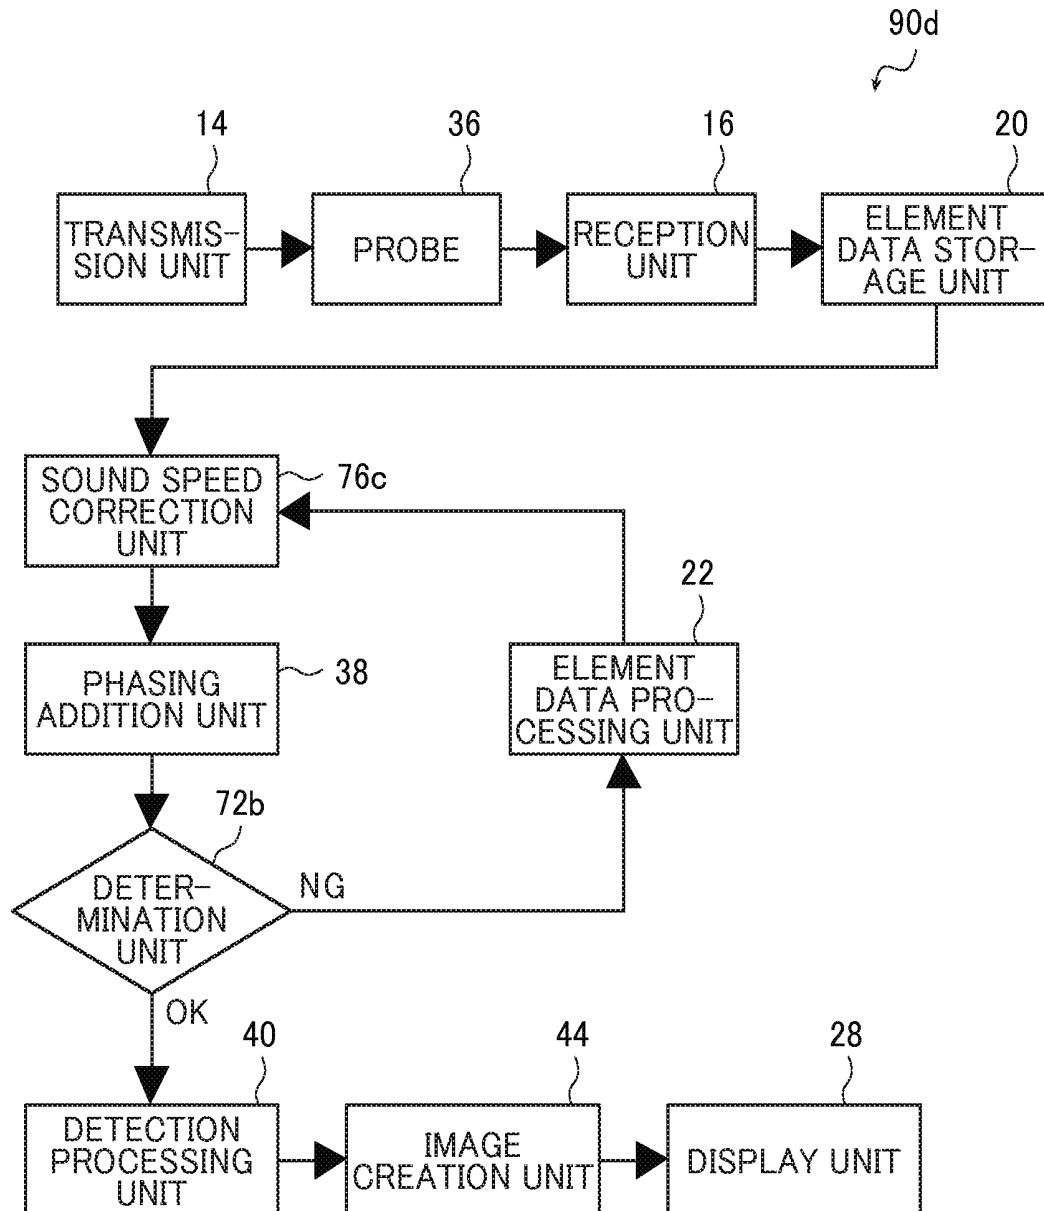 90d
14
36
16
20
TRANSMIS-
SION UNIT
PROBE
RECEPTION
UNIT
ELEMENT
DATA STOR-
AGE UNIT
SOUND SPEED
CORRECTION
UNIT
76c
22
PHASING
ADDITION UNIT
38
ELEMENT
DATA PRO-
CESSING UNIT
72b
DETER-
MINATION
UNIT
NG
OK
40
44
28
DETECTION
PROCESSING
UNIT
IMAGE
CREATION UNIT
DISPLAY UNIT